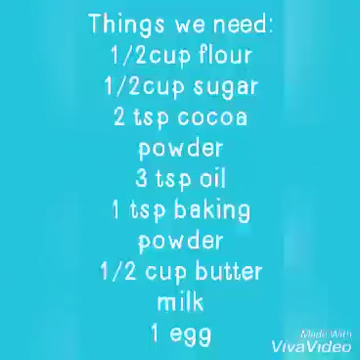 Things we need:
1/2cup flour
1/2cup sugar
2 tsp cocoa
powder
3 tsp oil
1 tsp baking
powder
1/2 cup butter
milk
1 egg
Made With
VivaVideo